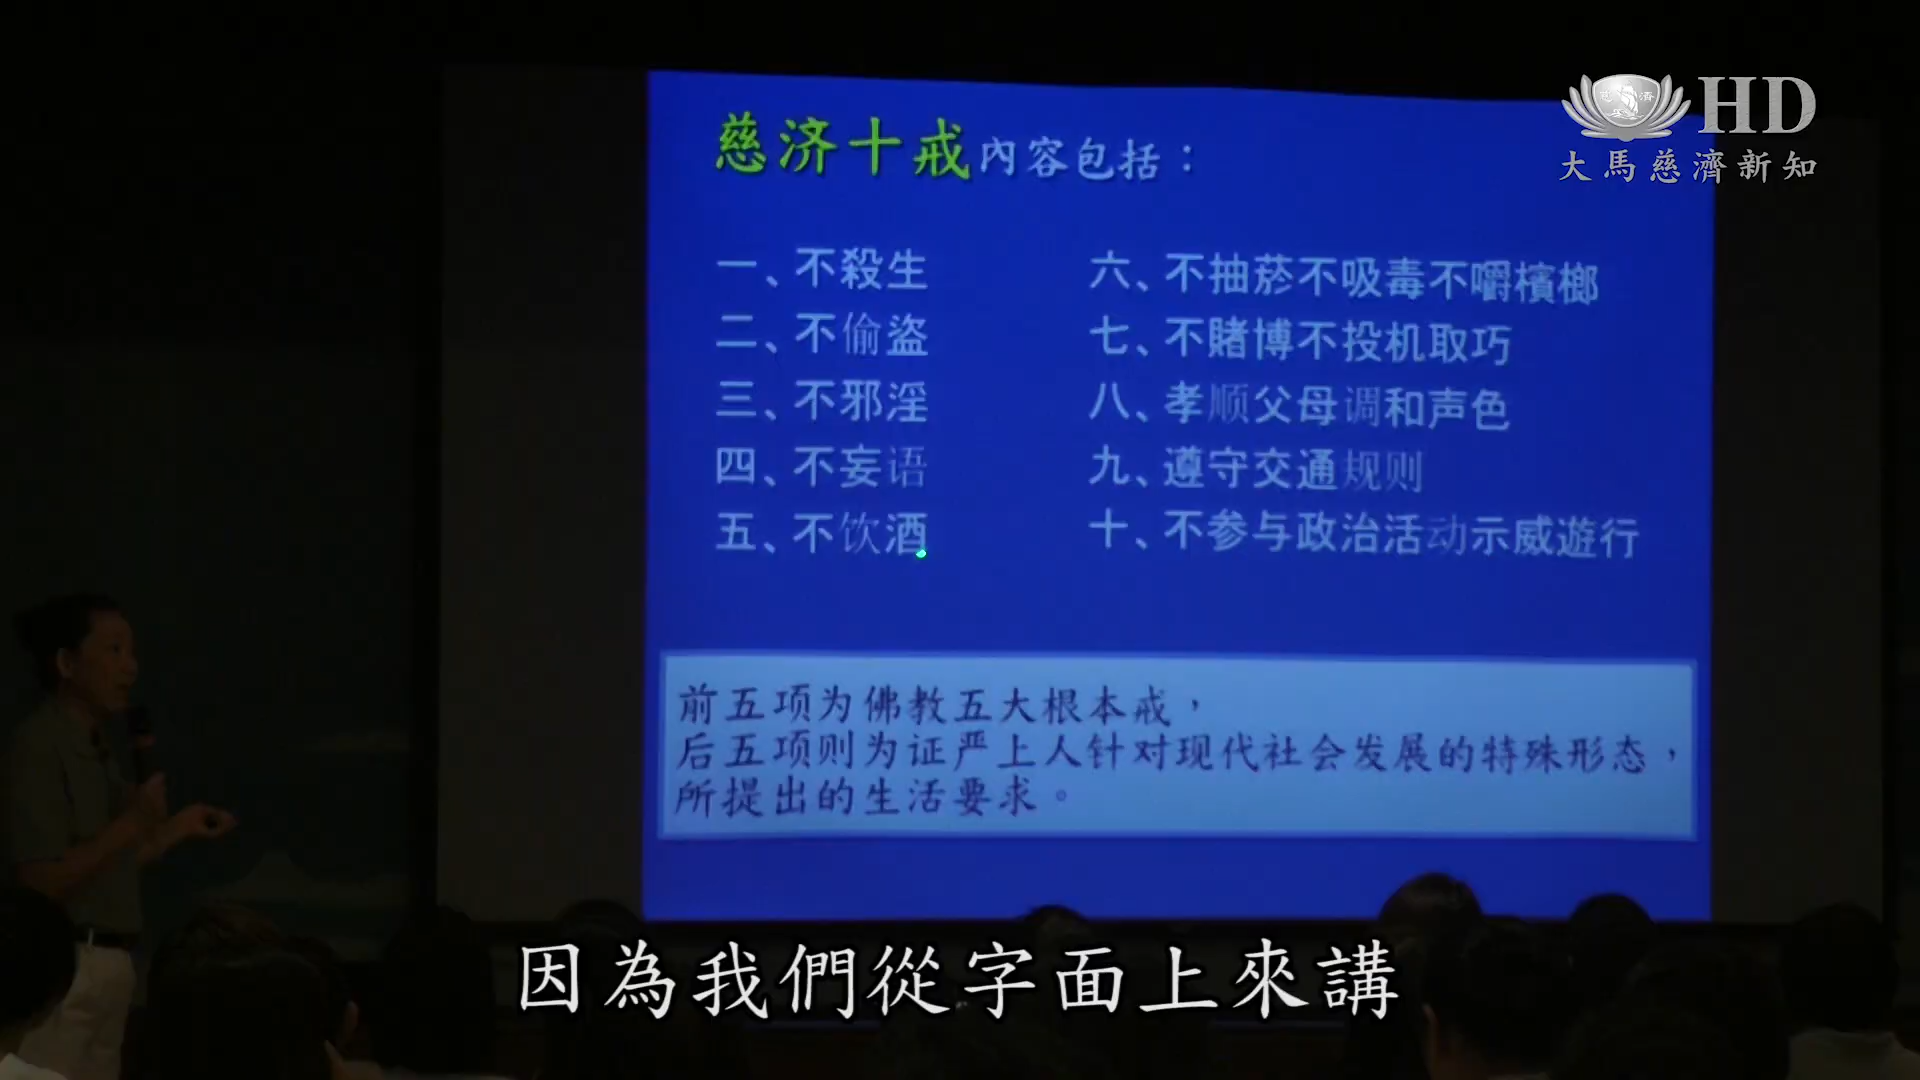 HD
大馬慈濟新知
慈济十戒內容包括：
一、不殺生
二、不偷盗
三、不邪淫
四、不妄语
五、不饮酒
六、不抽菸不吸毒不嚼檳榔
七、不賭博不投机取巧
八、孝顺父母调和声色
九、遵守交通规则
十、不参与政治活动示威遊行
前五项为佛教五大根本戒，
后五项则为证严上人针对现代社会发展的特殊形态，
所提出的生活要求。
因為我們從字面上來講